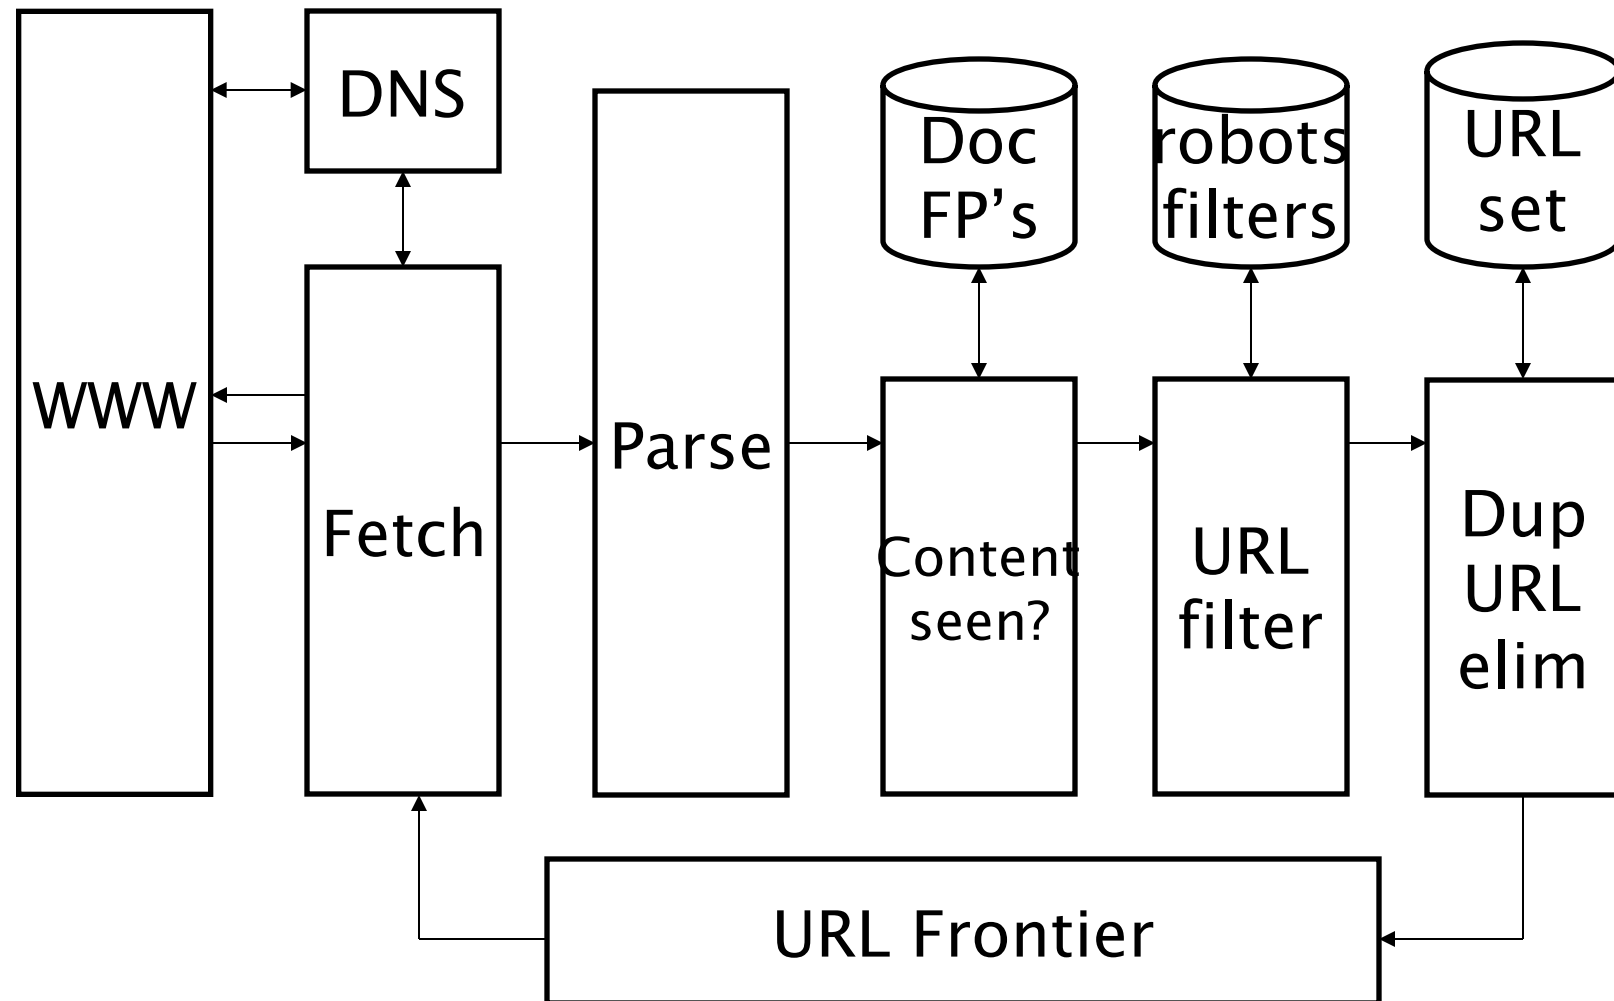 DNS
Doc
FP’s
robots
filters
URL
set
WWW
Fetch
Parse
Content
seen?
URL
filter
Dup
URL
elim
URL Frontier